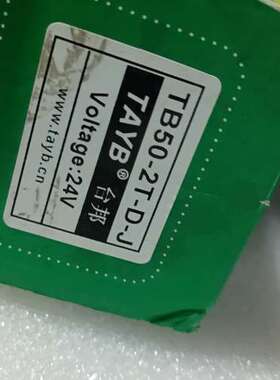 TB50-2T-D-J
TAYB® 台邦
Voltage:24V
www.tayb.cn